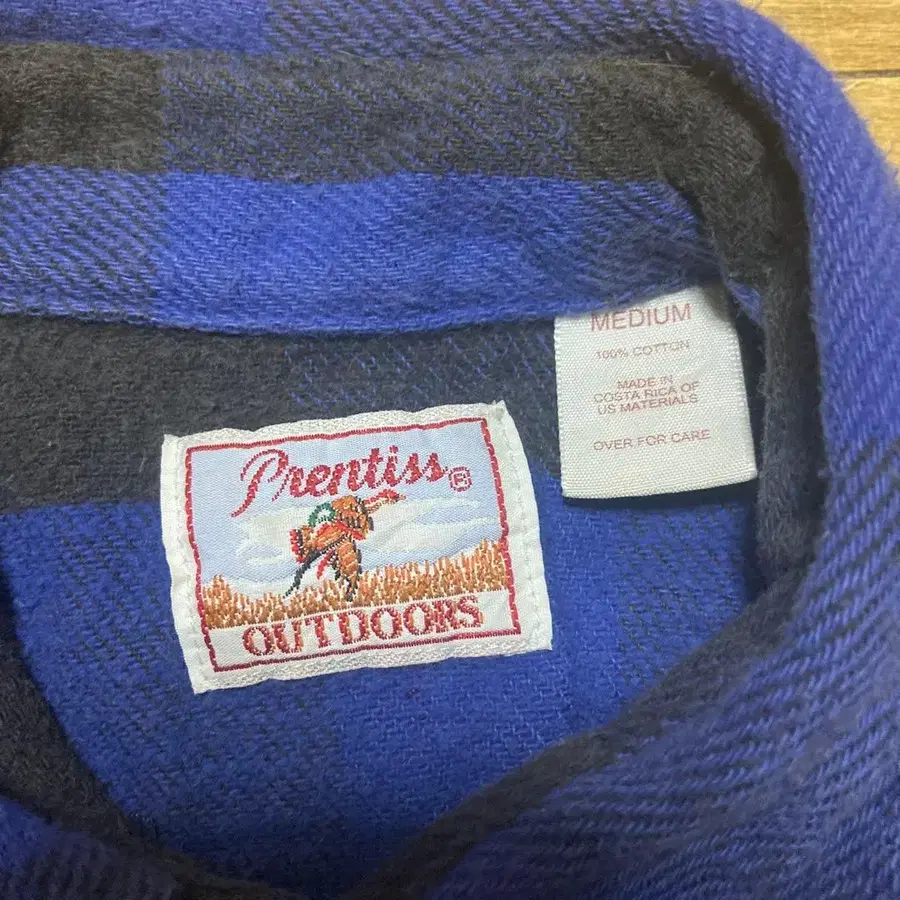 Prentiss®
OUTDOORS
MEDIUM
100% COTTON
MADE IN
COSTA RICA OF
US MATERIALS
OVER FOR CARE